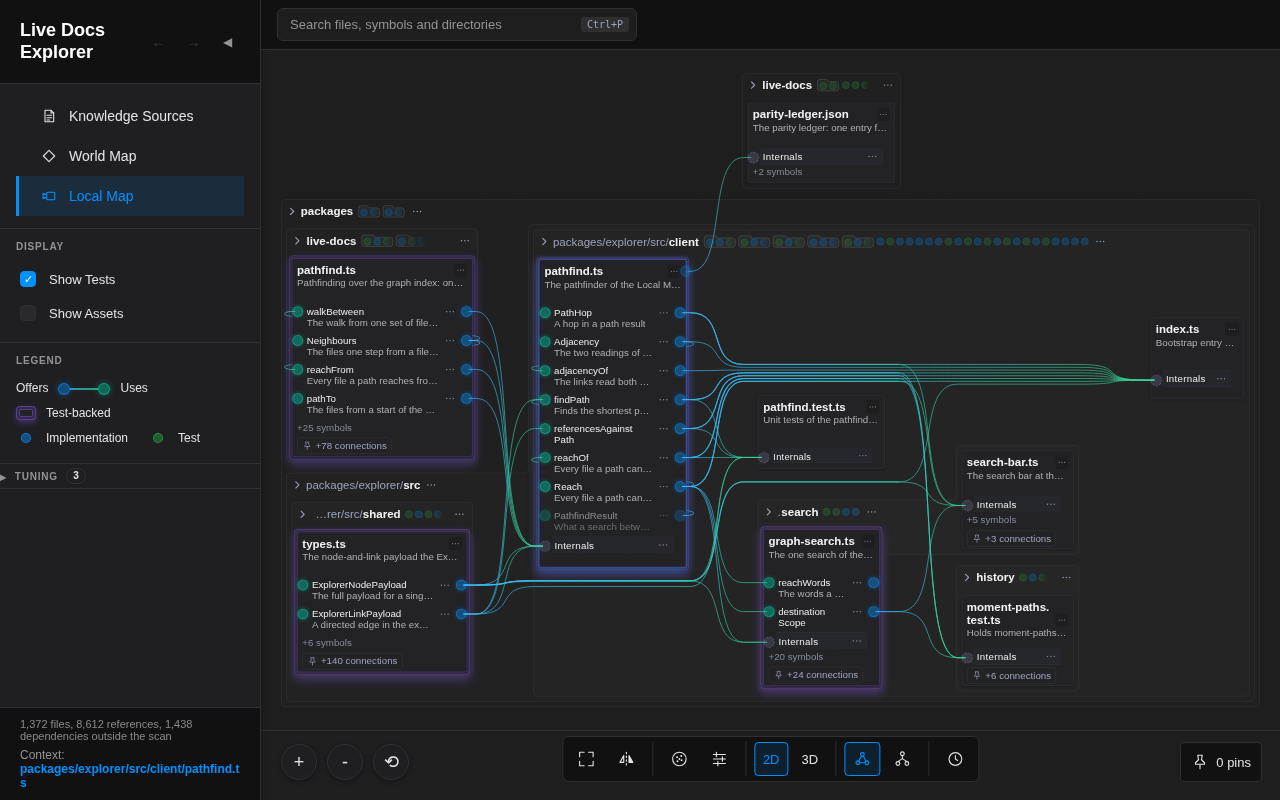 Live Docs
Explorer
Search files, symbols and directories
Ctrl+P
Knowledge Sources
World Map
Local Map
DISPLAY
Show Tests
Show Assets
LEGEND
Offers
Uses
Test-backed
Implementation
Test
TUNING
3
1,372 files, 8,612 references, 1,438
dependencies outside the scan
Context:
packages/explorer/src/client/pathfind.t
s
live-docs
parity-ledger.json
The parity ledger: one entry f…
Internals
+2 symbols
packages
live-docs
pathfind.ts
Pathfinding over the graph index: on…
walkBetween
The walk from one set of file…
Neighbours
The files one step from a file…
reachFrom
Every file a path reaches fro…
pathTo
The files from a start of the …
+25 symbols
+78 connections
packages/explorer/src
…rer/src/shared
types.ts
The node-and-link payload the Ex…
ExplorerNodePayload
The full payload for a sing…
ExplorerLinkPayload
A directed edge in the ex…
+6 symbols
+140 connections
packages/explorer/src/client
pathfind.ts
The pathfinder of the Local M…
PathHop
A hop in a path result
Adjacency
The two readings of …
adjacencyOf
The links read both …
findPath
Finds the shortest p…
referencesAgainst
Path
reachOf
Every file a path can…
Reach
Every file a path can…
PathfindResult
What a search betw…
Internals
index.ts
Bootstrap entry …
Internals
pathfind.test.ts
Unit tests of the pathfind…
Internals
search-bar.ts
The search bar at th…
Internals
+5 symbols
+3 connections
.search
graph-search.ts
The one search of the…
reachWords
The words a …
destination
Scope
Internals
+20 symbols
+24 connections
history
moment-paths.
test.ts
Holds moment-paths…
Internals
+6 connections
+
-
2D
3D
0 pins